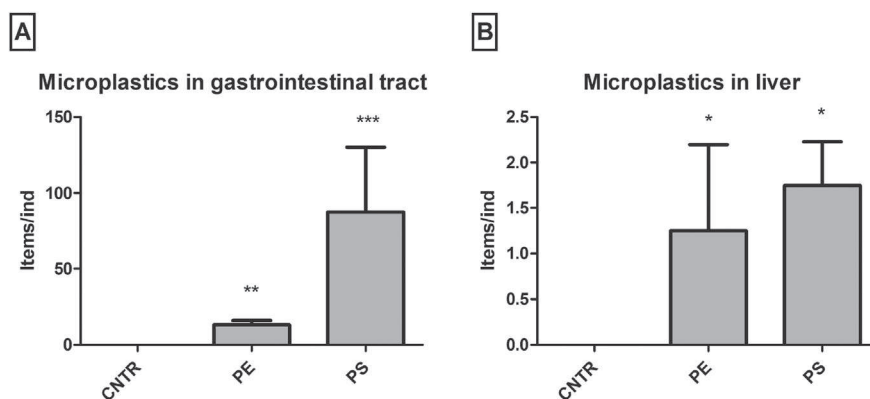 A
Microplastics in gastrointestinal tract
Items/ind
150
100
50
0
**
***
CNTR
PE
PS
B
Microplastics in liver
Items/ind
2.5
2.0
1.5
1.0
0.5
0.0
*
*
CNTR
PE
PS